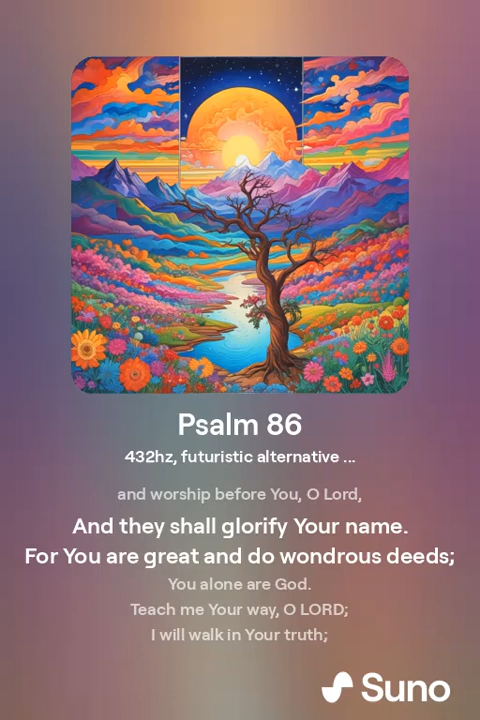 Psalm 86
432hz, futuristic alternative ...
and worship before You, O Lord,
And they shall glorify Your name.
For You are great and do wondrous deeds;
You alone are God.
Teach me Your way, O LORD;
I will walk in Your truth;
Suno